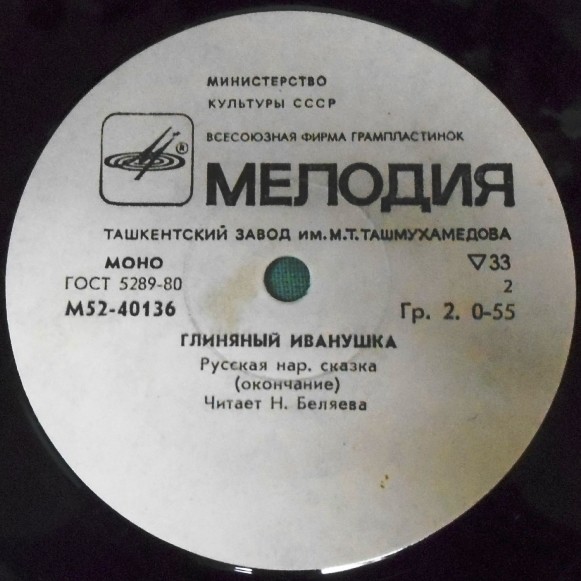 МИНИСТЕРСТВО
КУЛЬТУРЫ СССР
ВСЕСОЮЗНАЯ ФИРМА ГРАМПЛАСТИНОК
®
МЕЛОДИЯ
ТАШКЕНТСКИЙ ЗАВОД ИМ.М.Т.ТАШМУХАМЕДОВА
МОНО ▽33
ГОСТ 5289-80 2
М52-40136 Гр. 2. 0-55
ГЛИНЯНЫЙ ИВАНУШКА
Русская нар. сказка
(окончание)
Читает Н. Беляева